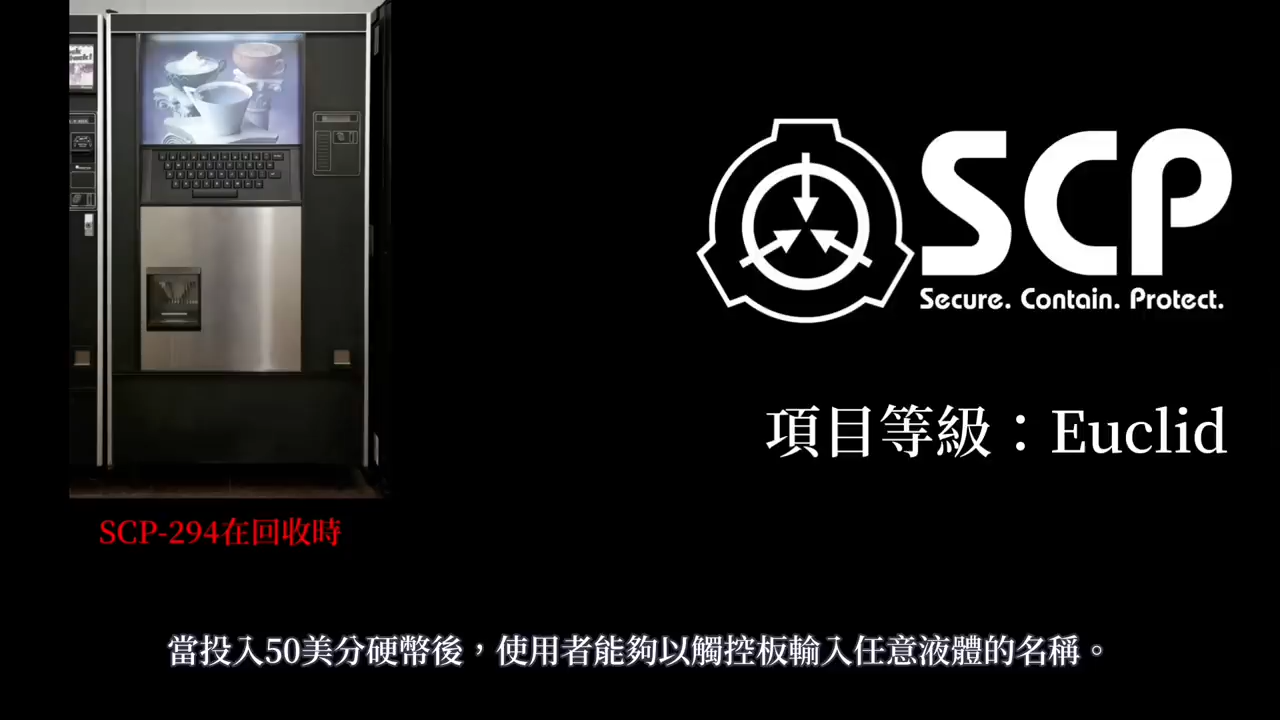 SCP
Secure. Contain. Protect.
項目等級：Euclid
SCP-294在回收時
當投入50美分硬幣後，使用者能夠以觸控板輸入任意液體的名稱。